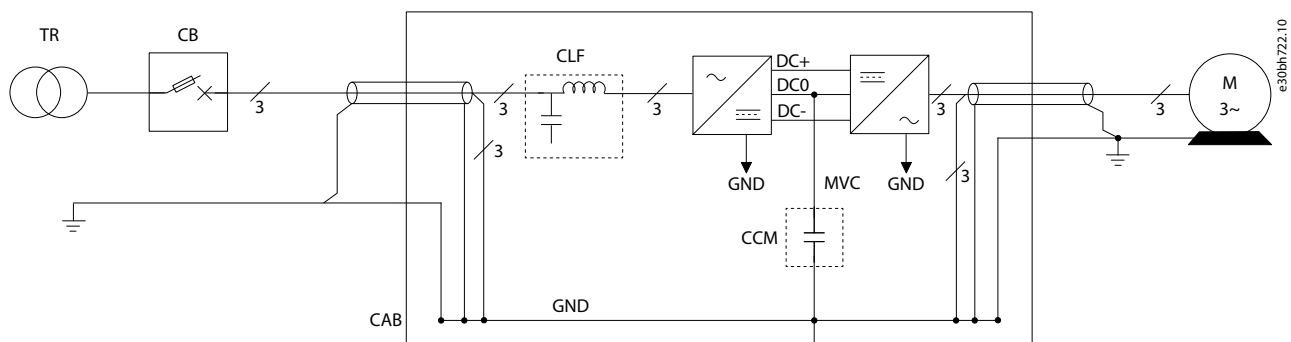 TR
CB
3
3
3
CLF
3
DC+
DC0
DC-
GND
MVC
GND
CCM
3
3
3
M
3~
GND
CAB
e30bh722.10